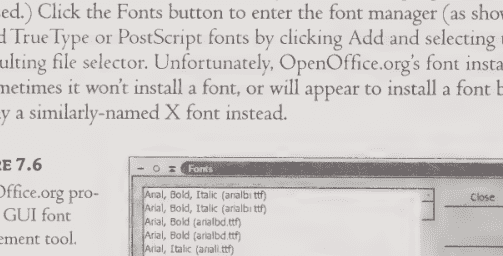 ed.) Click the Fonts button to enter the font manager (as show
d TrueType or PostScript fonts by clicking Add and selecting
ulting file selector. Unfortunately, OpenOffice.org's font insta
metimes it won't install a font, or will appear to install a font b
y a similarly-named X font instead.
RE 7.6
Office.org pro-
GUI font
ement tool.
Fonts
Arial, Bold, Italic (arialbi.ttf)
Arial, Bold, Italic (arialbi.ttf)
Arial, Bold (arialbd.ttf)
Arial, Bold (arialbd.ttf)
Arial, Italic (ariali.ttf)
Close